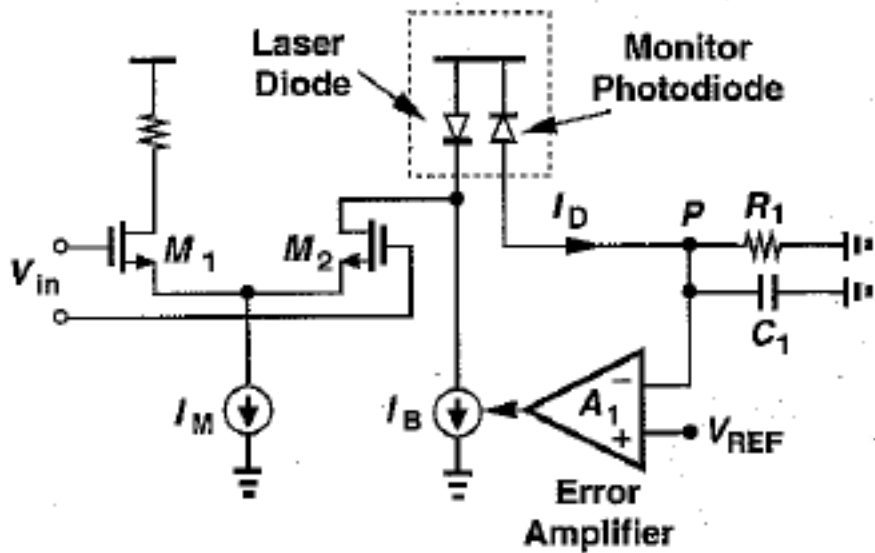 Laser
Diode
Monitor
Photodiode
I_D
P
R_1
M_1
M_2
V_in
C_1
I_M
I_B
A_1
−
+
V_REF
Error
Amplifier